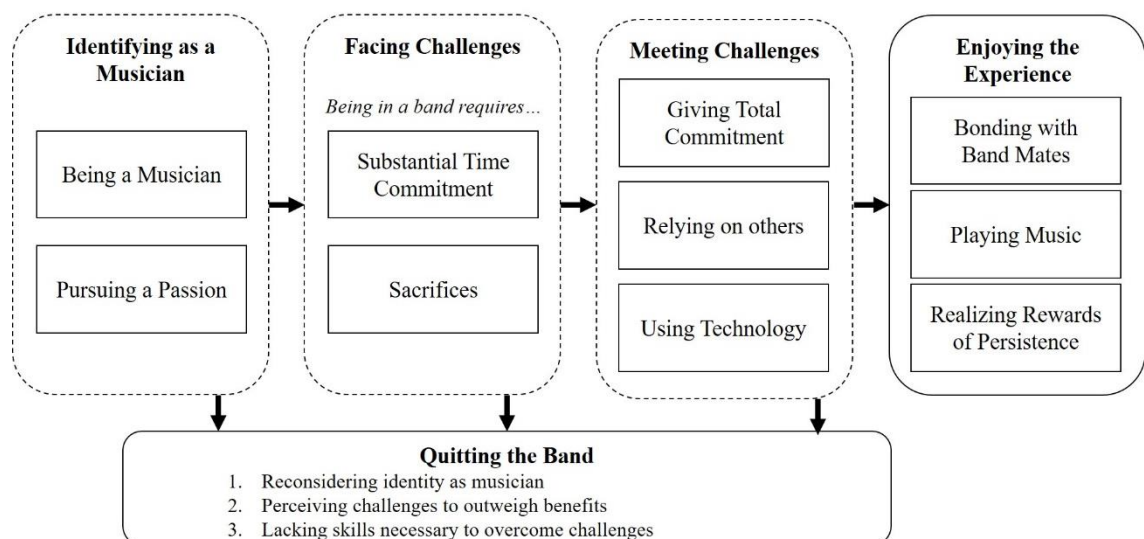 Identifying as a
Musician
Being a Musician
Pursuing a Passion
Facing Challenges
Being in a band requires…
Substantial Time
Commitment
Sacrifices
Meeting Challenges
Giving Total
Commitment
Relying on others
Using Technology
Enjoying the
Experience
Bonding with
Band Mates
Playing Music
Realizing Rewards
of Persistence
Quitting the Band
1. Reconsidering identity as musician
2. Perceiving challenges to outweigh benefits
3. Lacking skills necessary to overcome challenges